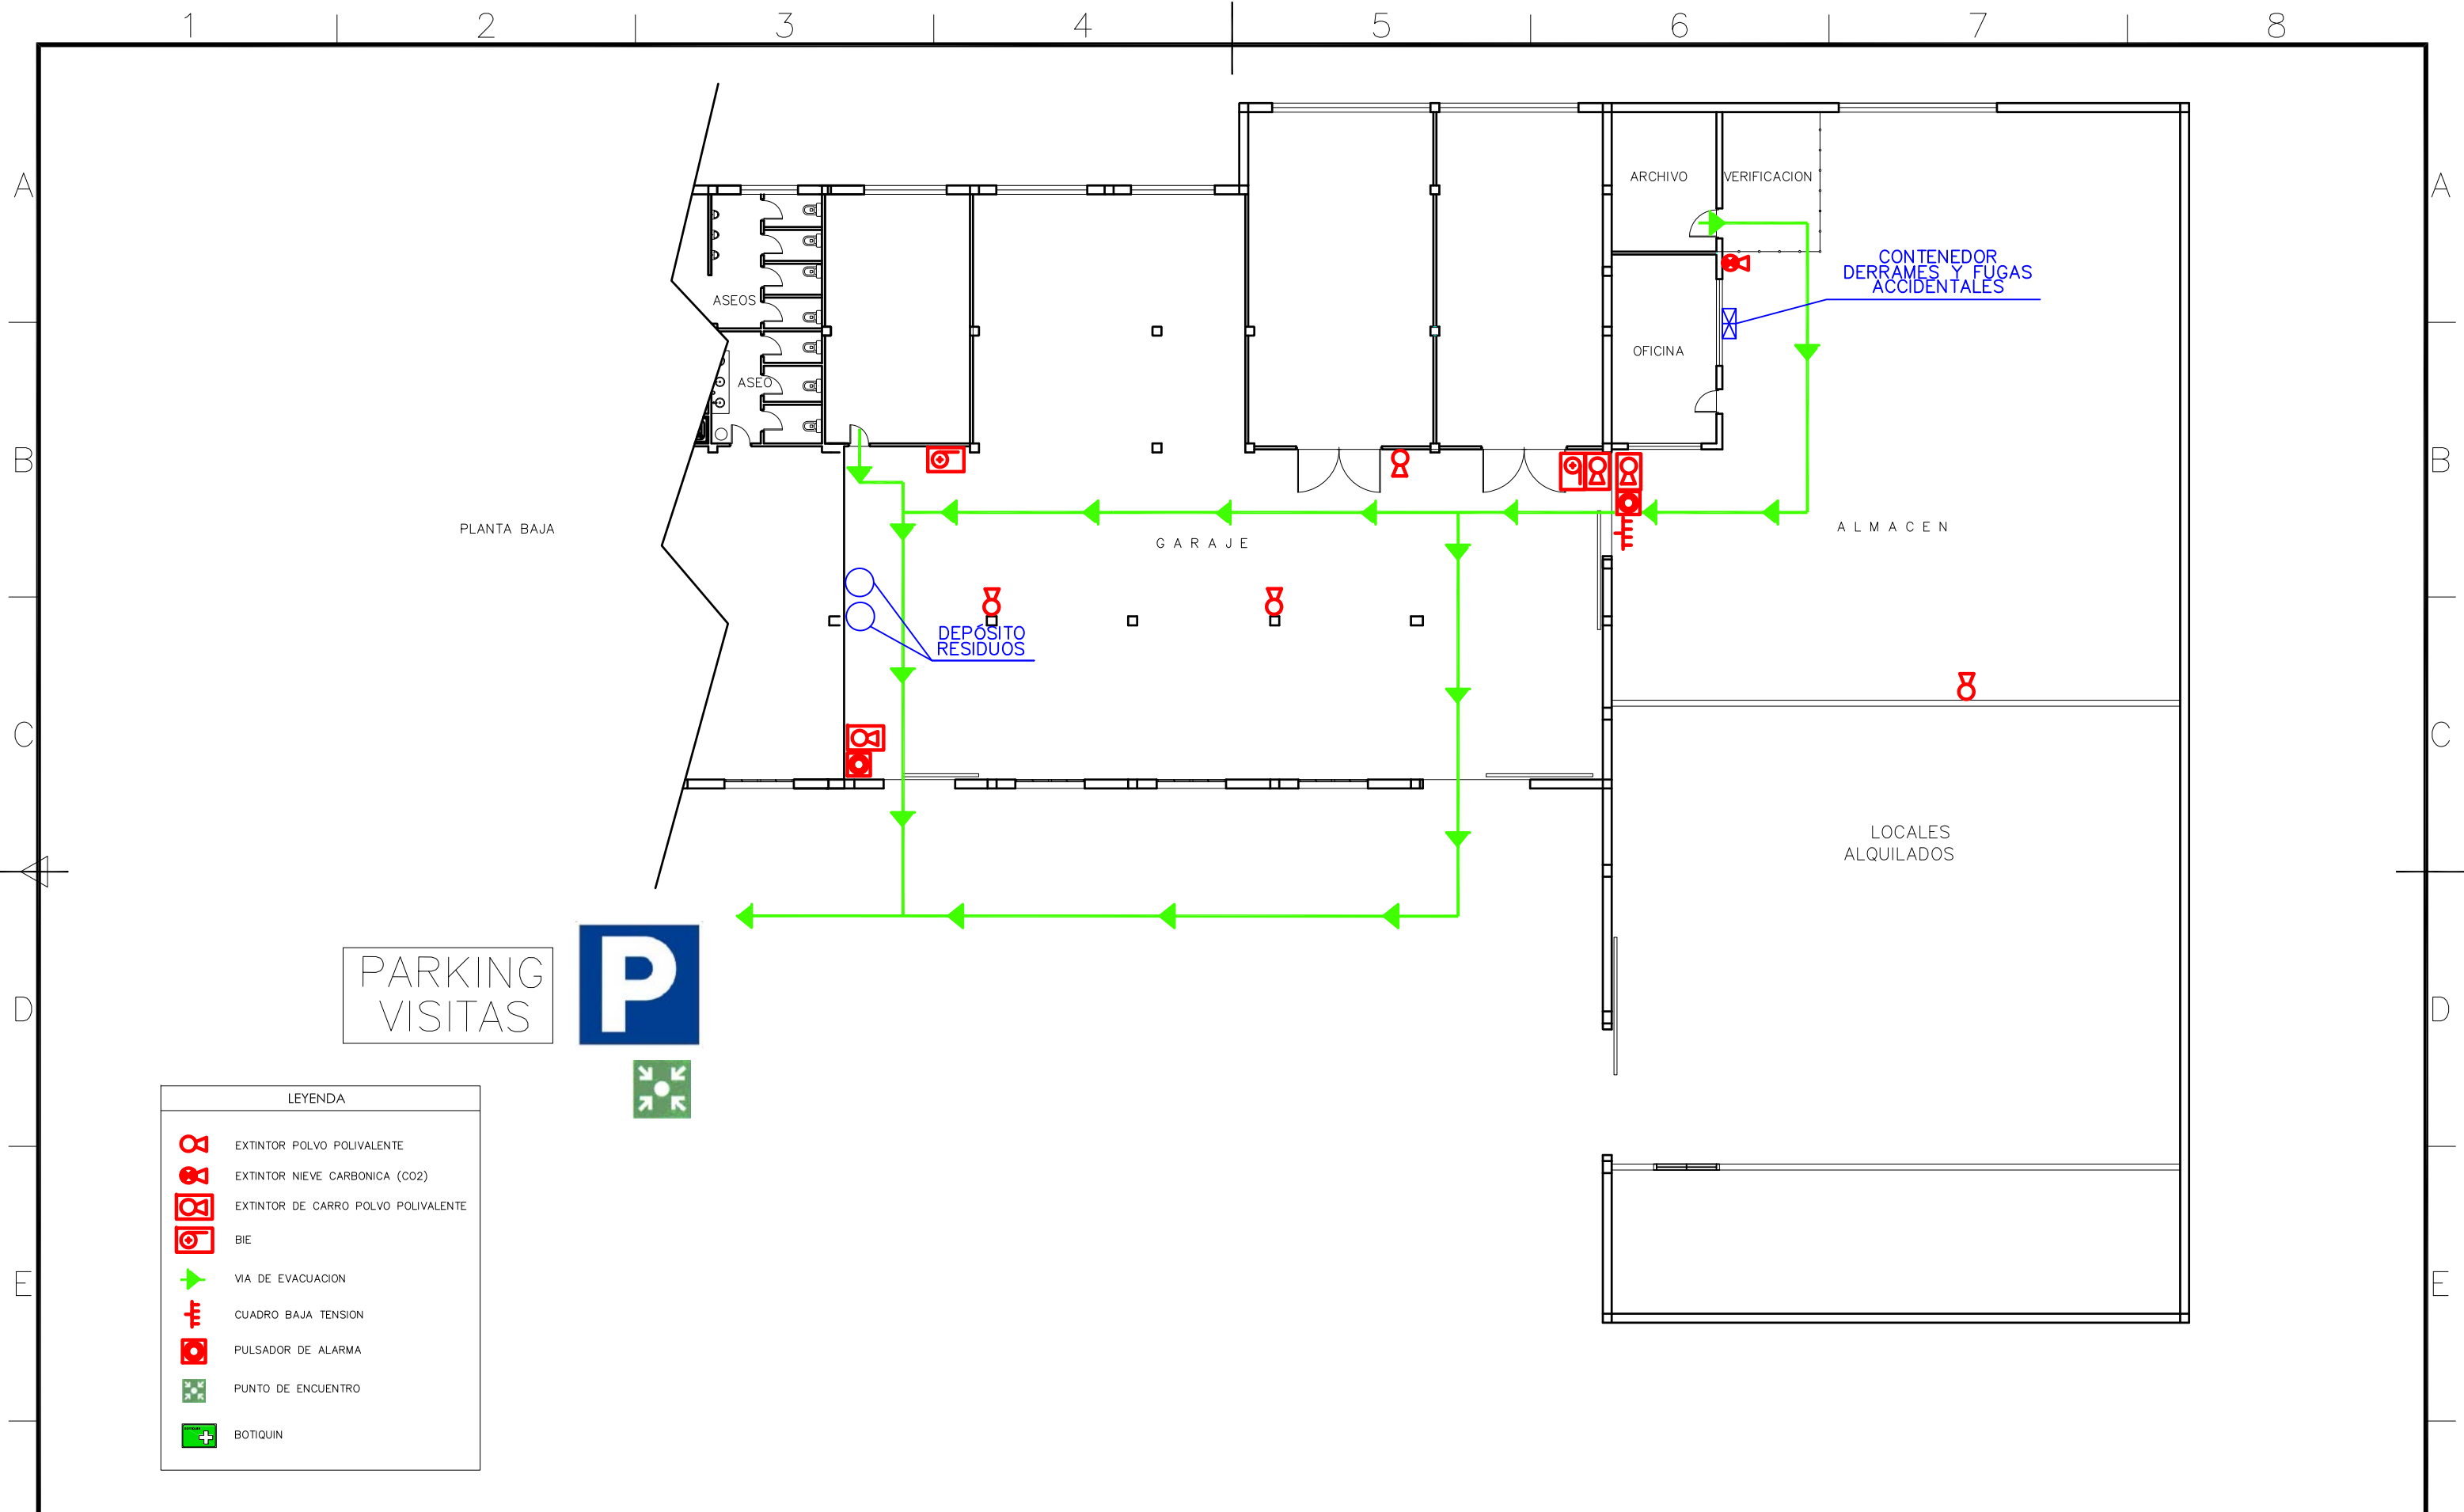 1 2 3 4 5 6 7 8
A A
ARCHIVO
VERIFICACION
CONTENEDOR
DERRAMES Y FUGAS
ACCIDENTALES
ASEOS
OFICINA
ASEO
B B
PLANTA BAJA
A L M A C E N
G A R A J E
DEPÓSITO
RESIDUOS
C C
LOCALES
ALQUILADOS
P
PARKING
VISITAS
D D
LEYENDA
EXTINTOR POLVO POLIVALENTE
EXTINTOR NIEVE CARBONICA (CO2)
EXTINTOR DE CARRO POLVO POLIVALENTE
BIE
VIA DE EVACUACION
CUADRO BAJA TENSION
PULSADOR DE ALARMA
PUNTO DE ENCUENTRO
BOTIQUIN
E E